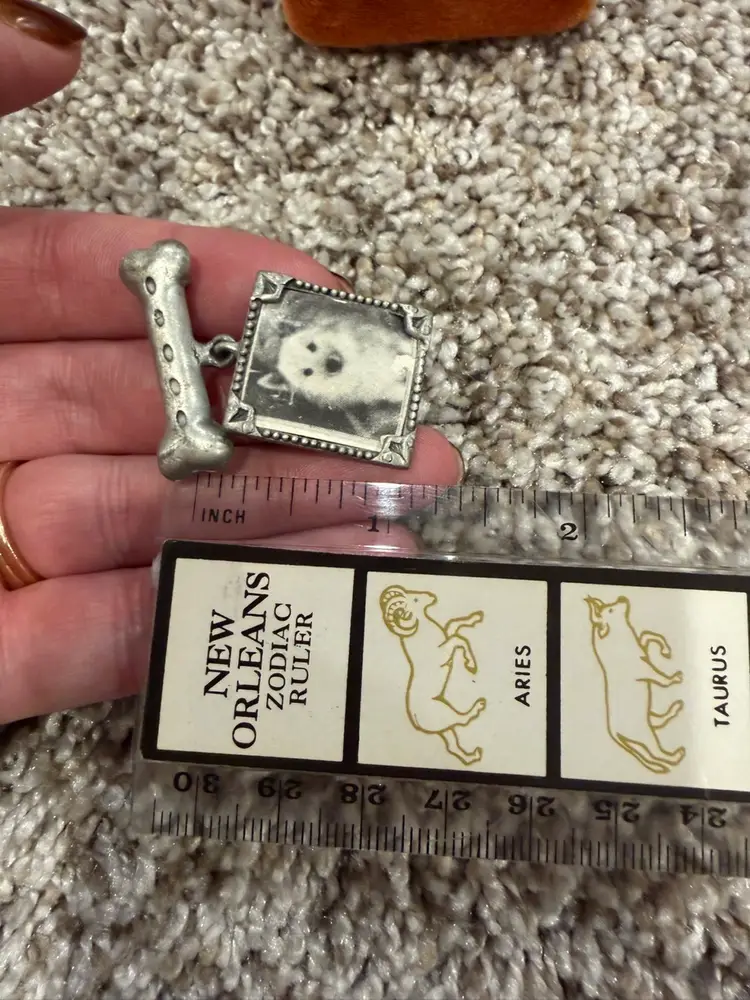 INCH 1 2
NEW
ORLEANS
ZODIAC
RULER
ARIES
TAURUS
30 29 28 27 26 25 24